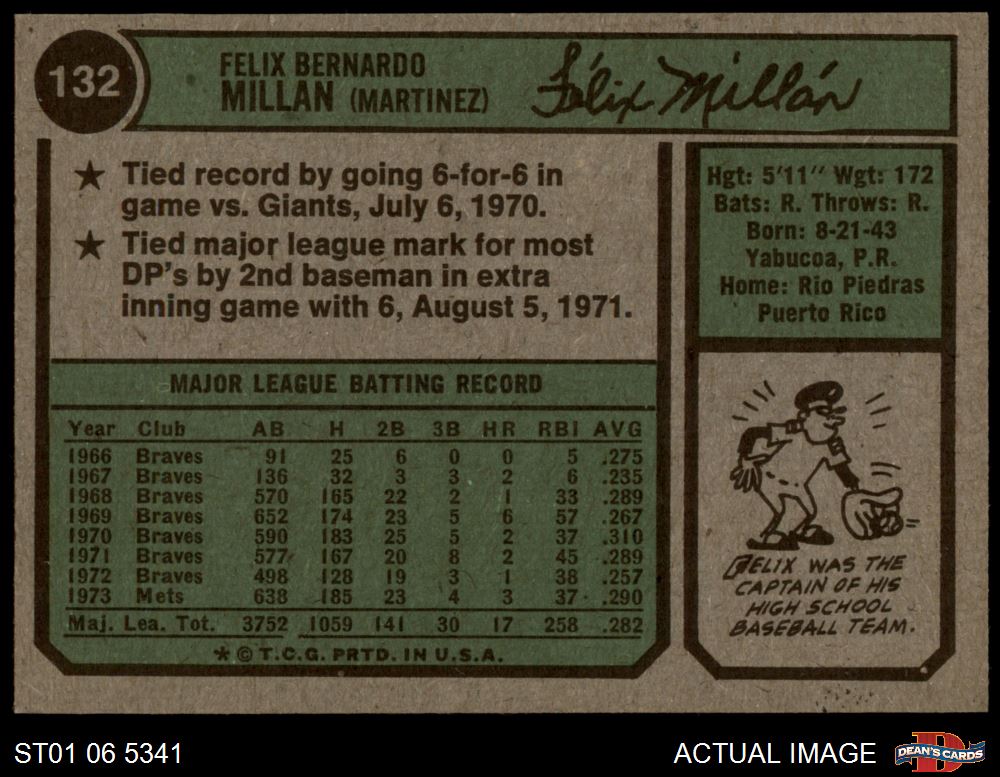 132
FELIX BERNARDO
MILLAN (MARTINEZ)
Félix Millán
★ Tied record by going 6-for-6 in
game vs. Giants, July 6, 1970.
★ Tied major league mark for most
DP's by 2nd baseman in extra
inning game with 6, August 5, 1971.
Hgt: 5'11" Wgt: 172
Bats: R. Throws: R.
Born: 8-21-43
Yabucoa, P.R.
Home: Rio Piedras
Puerto Rico
MAJOR LEAGUE BATTING RECORD
Year Club AB H 2B 3B HR RBI AVG
1966 Braves 91 25 6 0 0 5 .275
1967 Braves 136 32 3 3 2 6 .235
1968 Braves 570 165 22 2 1 33 .289
1969 Braves 652 174 23 5 6 57 .267
1970 Braves 590 183 25 5 2 37 .310
1971 Braves 577 167 20 8 2 45 .289
1972 Braves 498 128 19 3 1 38 .257
1973 Mets 638 185 23 4 3 37 .290
Maj. Lea. Tot. 3752 1059 141 30 17 258 .282
★ © T.C.G. PRTD. IN U.S.A.
FELIX WAS THE
CAPTAIN OF HIS
HIGH SCHOOL
BASEBALL TEAM.
ST01 06 5341
ACTUAL IMAGE
D
DEAN'S CARDS